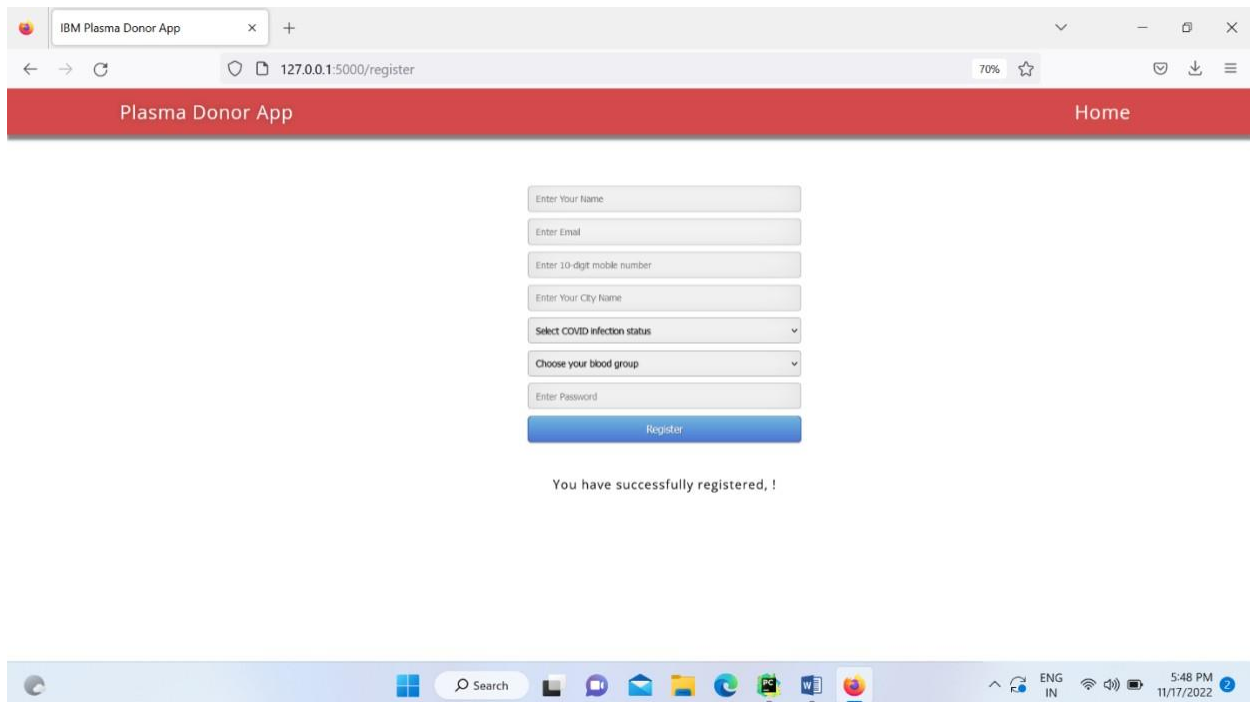 IBM Plasma Donor App
127.0.0.1:5000/register
70%
Plasma Donor App
Home
Enter Your Name
Enter Email
Enter 10-digit mobile number
Enter Your City Name
Select COVID infection status
Choose your blood group
Enter Password
Register
You have successfully registered, !
Search
PC
W
ENG
IN
5:48 PM
11/17/2022
2